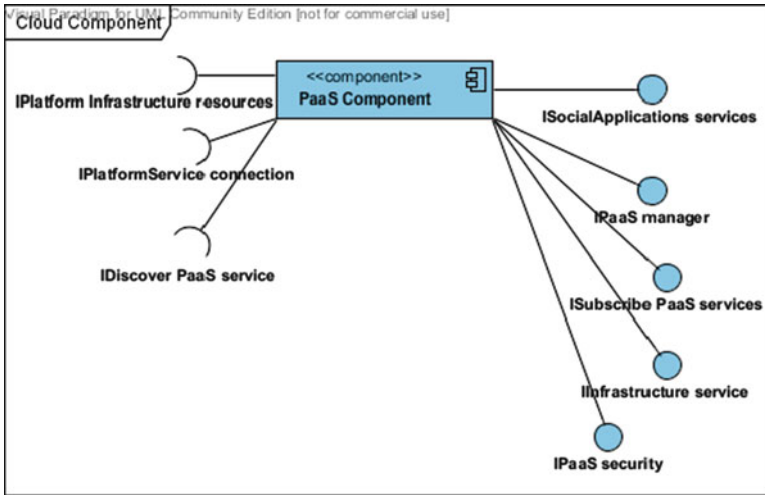 Visual Paradigm for UML Community Edition [not for commercial use]
Cloud Component
<<component>>
PaaS Component
IPlatform Infrastructure resources
ISocialApplications services
IPlatformService connection
IPaaS manager
IDiscover PaaS service
ISubscribe PaaS services
IInfrastructure service
IPaaS security